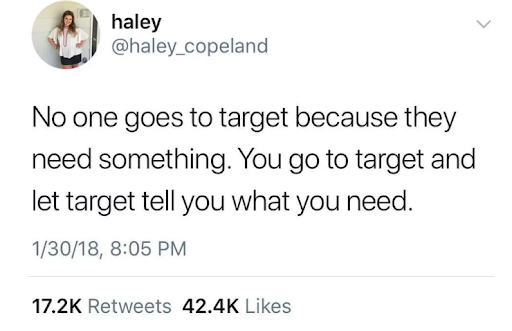 haley
@haley_copeland
No one goes to target because they
need something. You go to target and
let target tell you what you need.
1/30/18, 8:05 PM
17.2K Retweets 42.4K Likes